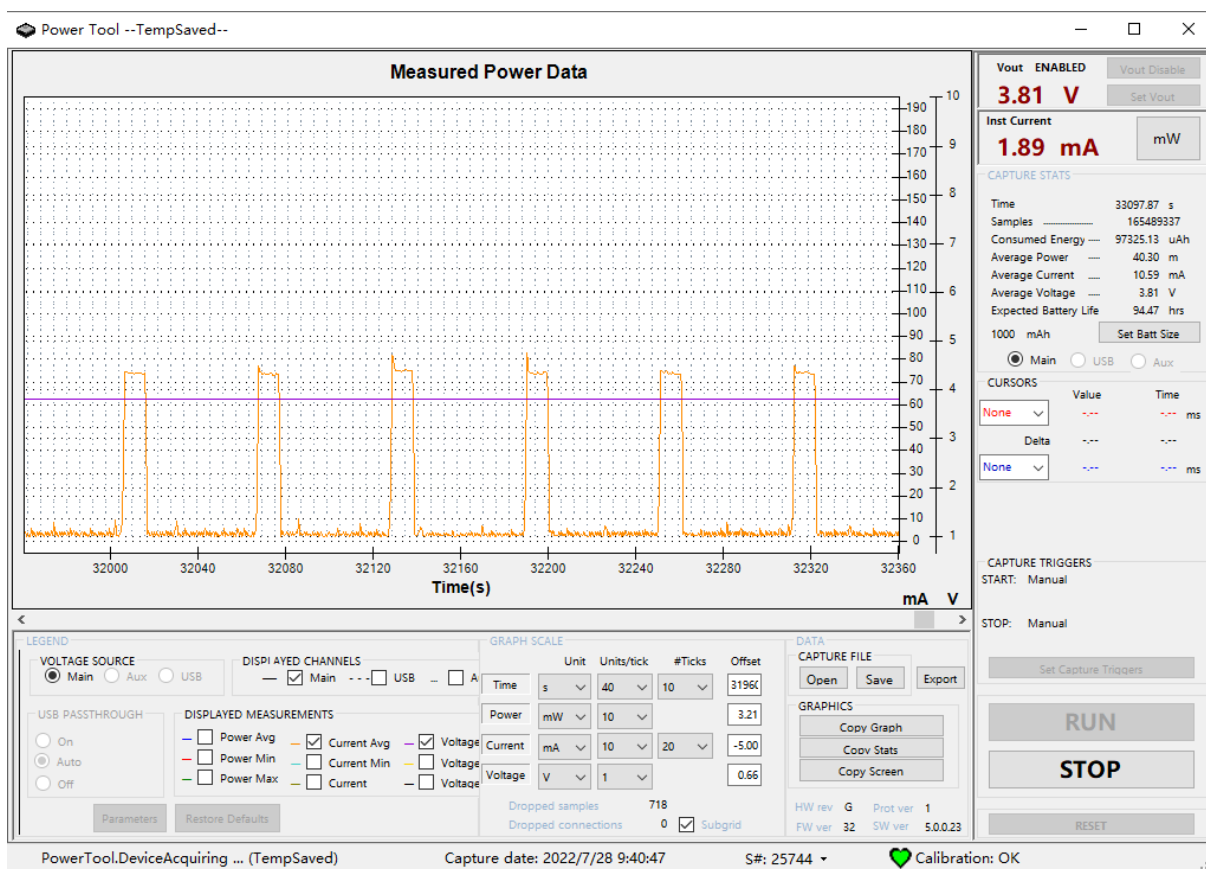 Power Tool --TempSaved--
Measured Power Data
190
180
170
160
150
140
130
120
110
100
90
80
70
60
50
40
30
20
10
0
10
9
8
7
6
5
4
3
2
1
32000 32040 32080 32120 32160 32200 32240 32280 32320 32360
Time(s)
mA V
Vout ENABLED
3.81 V
Vout Disable
Set Vout
Inst Current
1.89 mA
mW
CAPTURE STATS
Time 33097.87 s
Samples 165489337
Consumed Energy 97325.13 uAh
Average Power 40.30 m
Average Current 10.59 mA
Average Voltage 3.81 V
Expected Battery Life 94.47 hrs
1000 mAh Set Batt Size
Main USB Aux
CURSORS
Value Time
None -.-- -.-- ms
Delta -.-- -.--
None -.-- -.-- ms
CAPTURE TRIGGERS
START: Manual
STOP: Manual
Set Capture Triggers
RUN
STOP
RESET
LEGEND
VOLTAGE SOURCE
Main Aux USB
DISPLAYED CHANNELS
Main USB A
USB PASSTHROUGH
On
Auto
Off
DISPLAYED MEASUREMENTS
Power Avg Current Avg Voltage
Power Min Current Min Voltage
Power Max Current Voltage
Parameters Restore Defaults
GRAPH SCALE
Unit Units/tick #Ticks Offset
Time s 40 10 3196
Power mW 10 3.21
Current mA 10 20 -5.00
Voltage V 1 0.66
Dropped samples 718
Dropped connections 0 Subgrid
DATA
CAPTURE FILE
Open Save Export
GRAPHICS
Copy Graph
Copy Stats
Copy Screen
HW rev G Prot ver 1
FW ver 32 SW ver 5.0.0.23
PowerTool.DeviceAcquiring ... (TempSaved) Capture date: 2022/7/28 9:40:47 S#: 25744 Calibration: OK